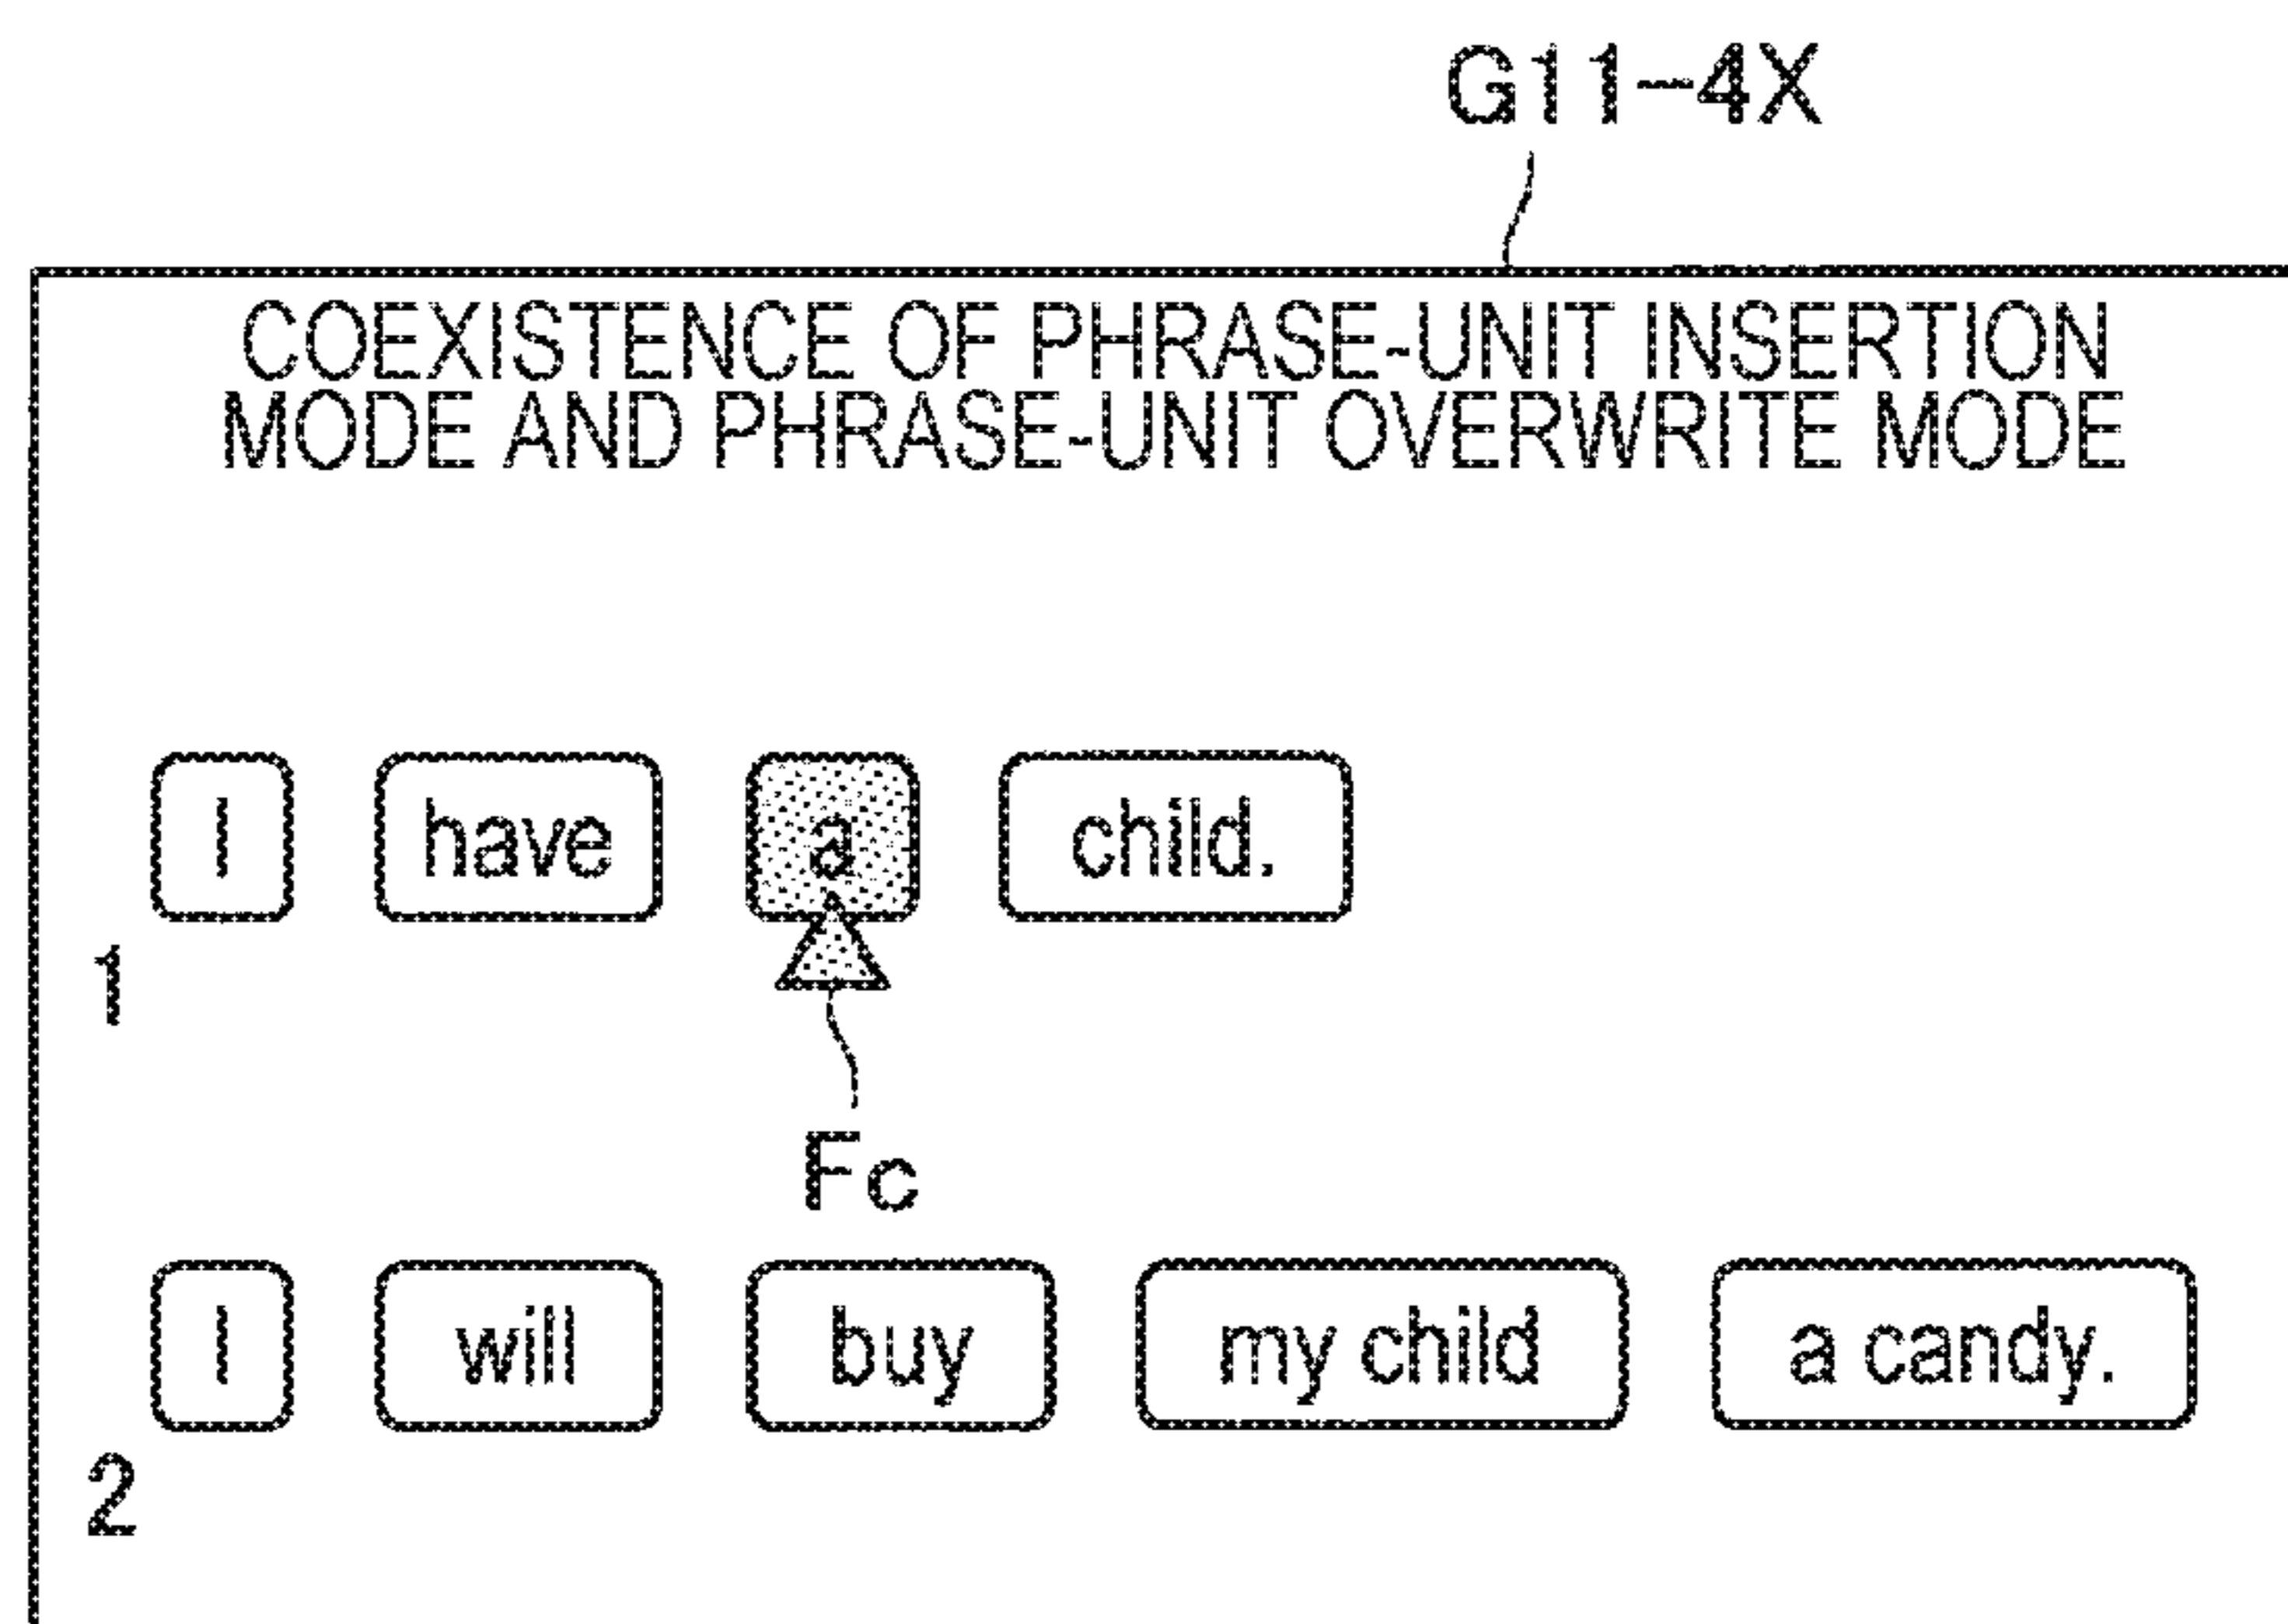 G11-4X
COEXISTENCE OF PHRASE-UNIT INSERTION
MODE AND PHRASE-UNIT OVERWRITE MODE
I have a child.
1
Fc
I will buy my child a candy.
2